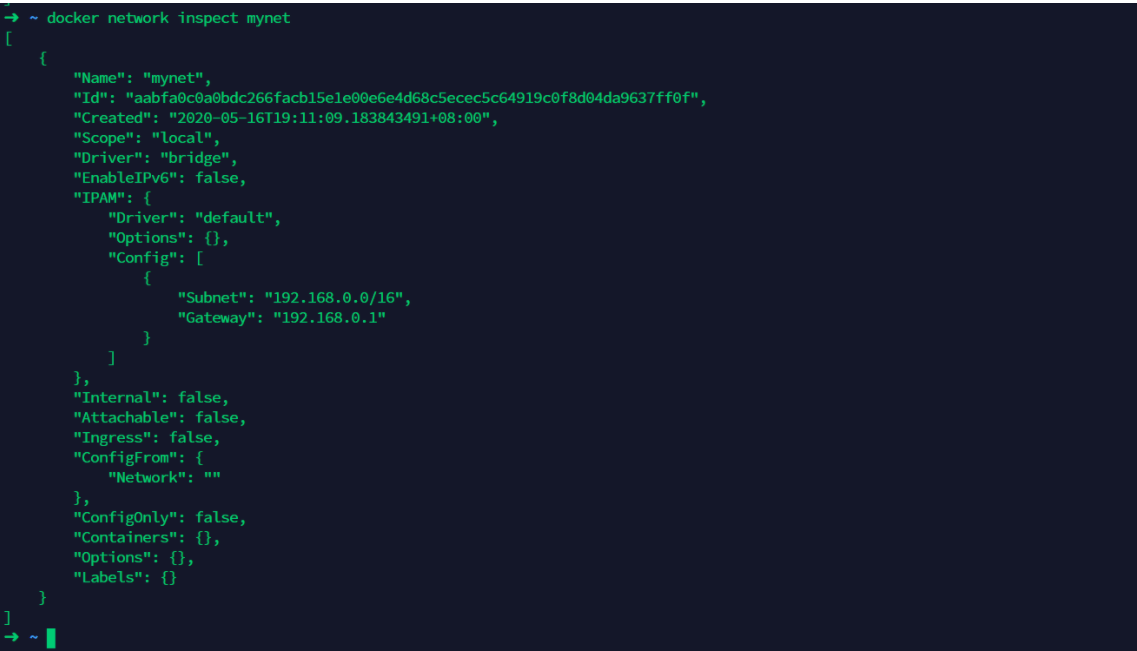 → ~ docker network inspect mynet
[
    {
        "Name": "mynet",
        "Id": "aabfa0c0a0bdc266facb15e1e00e6e4d68c5ecec5c64919c0f8d04da9637ff0f",
        "Created": "2020-05-16T19:11:09.183843491+08:00",
        "Scope": "local",
        "Driver": "bridge",
        "EnableIPv6": false,
        "IPAM": {
            "Driver": "default",
            "Options": {},
            "Config": [
                {
                    "Subnet": "192.168.0.0/16",
                    "Gateway": "192.168.0.1"
                }
            ]
        },
        "Internal": false,
        "Attachable": false,
        "Ingress": false,
        "ConfigFrom": {
            "Network": ""
        },
        "ConfigOnly": false,
        "Containers": {},
        "Options": {},
        "Labels": {}
    }
]
→ ~